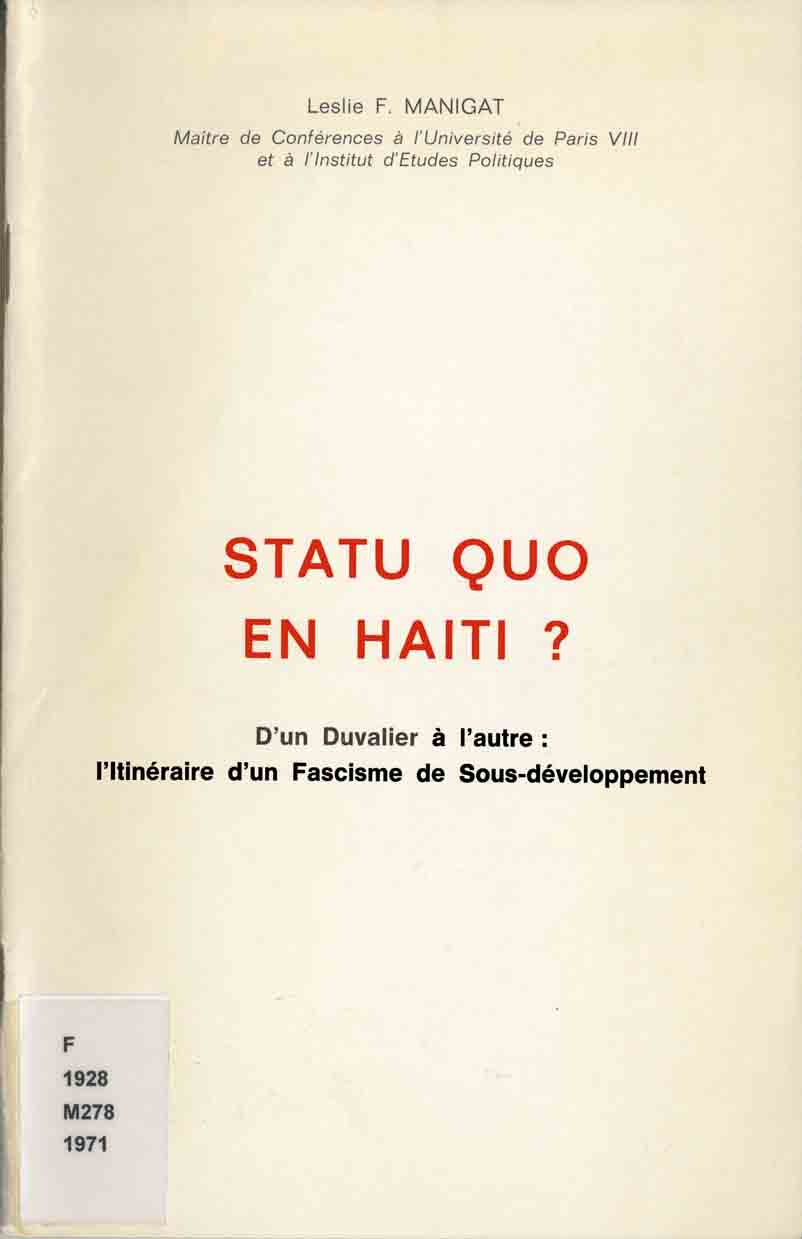 Leslie F. MANIGAT
Maître de Conférences à l'Université de Paris VIII
et à l'Institut d'Etudes Politiques
STATU QUO
EN HAITI ?
D'un Duvalier à l'autre :
l'Itinéraire d'un Fascisme de Sous-développement
F
1928
M278
1971